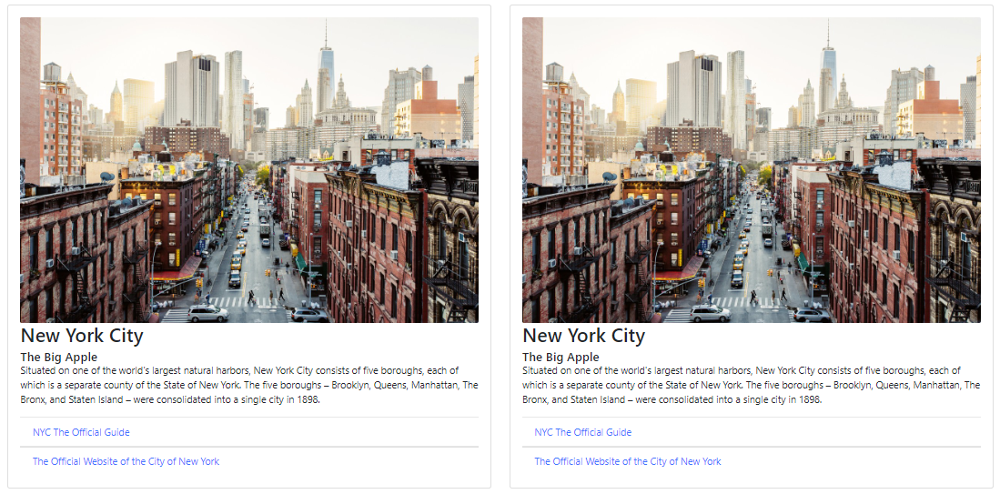 New York City
The Big Apple
Situated on one of the world's largest natural harbors, New York City consists of five boroughs, each of
which is a separate county of the State of New York. The five boroughs – Brooklyn, Queens, Manhattan, The
Bronx, and Staten Island – were consolidated into a single city in 1898.
NYC The Official Guide
The Official Website of the City of New York
New York City
The Big Apple
Situated on one of the world's largest natural harbors, New York City consists of five boroughs, each of
which is a separate county of the State of New York. The five boroughs – Brooklyn, Queens, Manhattan, The
Bronx, and Staten Island – were consolidated into a single city in 1898.
NYC The Official Guide
The Official Website of the City of New York